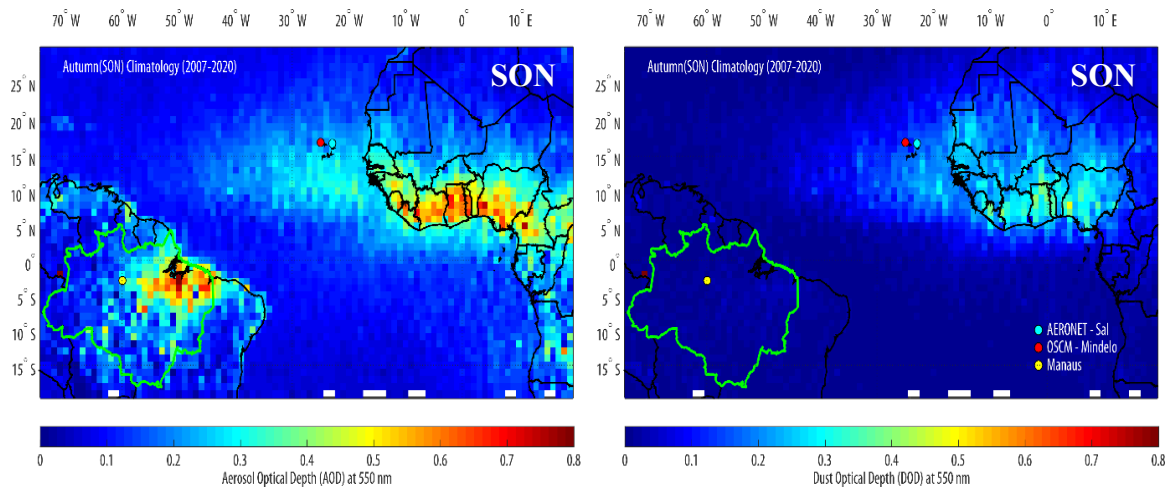 70° W 60° W 50° W 40° W 30° W 20° W 10° W 0° 10° E
70° W 60° W 50° W 40° W 30° W 20° W 10° W 0° 10° E
Autumn(SON) Climatology (2007-2020)
SON
Autumn(SON) Climatology (2007-2020)
SON
25° N
20° N
15° N
10° N
5° N
0°
5° S
10° S
15° S
25° N
20° N
15° N
10° N
5° N
0°
5° S
10° S
15° S
AERONET - Sal
OSCM - Mindelo
Manaus
0 0.1 0.2 0.3 0.4 0.5 0.6 0.7 0.8
Aerosol Optical Depth (AOD) at 550 nm
0 0.1 0.2 0.3 0.4 0.5 0.6 0.7 0.8
Dust Optical Depth (DOD) at 550 nm